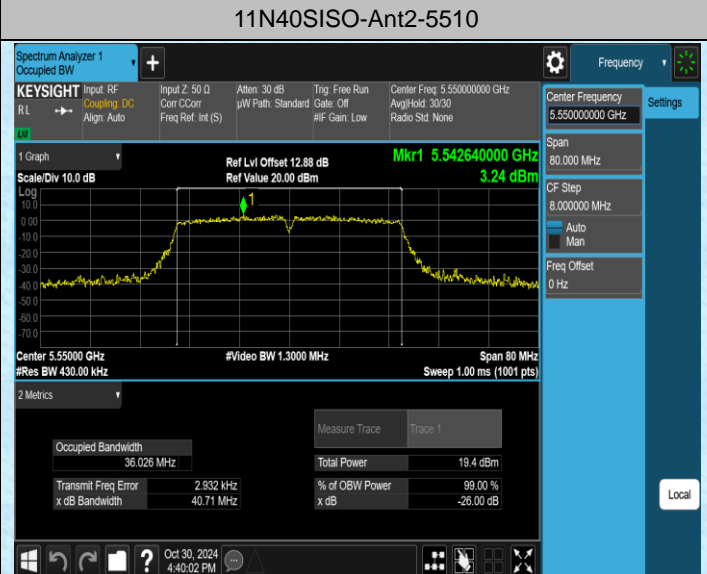 11N40SISO-Ant2-5510
Spectrum Analyzer 1
Occupied BW
+
Frequency
KEYSIGHT
RL
LXI
Input: RF
Coupling: DC
Align: Auto
Input Z: 50 Ω
Corr CCorr
Freq Ref: Int (S)
Atten: 30 dB
µW Path: Standard
Trig: Free Run
Gate: Off
#IF Gain: Low
Center Freq: 5.550000000 GHz
Avg|Hold: 30/30
Radio Std: None
Center Frequency
5.550000000 GHz
Settings
Span
80.000 MHz
CF Step
8.000000 MHz
Auto
Man
Freq Offset
0 Hz
1 Graph
Scale/Div 10.0 dB
Ref Lvl Offset 12.88 dB
Ref Value 20.00 dBm
Mkr1 5.542640000 GHz
3.24 dBm
Log
10.0
0.00
-10.0
-20.0
-30.0
-40.0
-50.0
-60.0
-70.0
1
Center 5.55000 GHz
#Res BW 430.00 kHz
#Video BW 1.3000 MHz
Span 80 MHz
Sweep 1.00 ms (1001 pts)
2 Metrics
Measure Trace Trace 1
Occupied Bandwidth
36.026 MHz
Total Power 19.4 dBm
Transmit Freq Error 2.932 kHz
% of OBW Power 99.00 %
x dB Bandwidth 40.71 MHz
x dB -26.00 dB
Local
?
Oct 30, 2024
4:40:02 PM